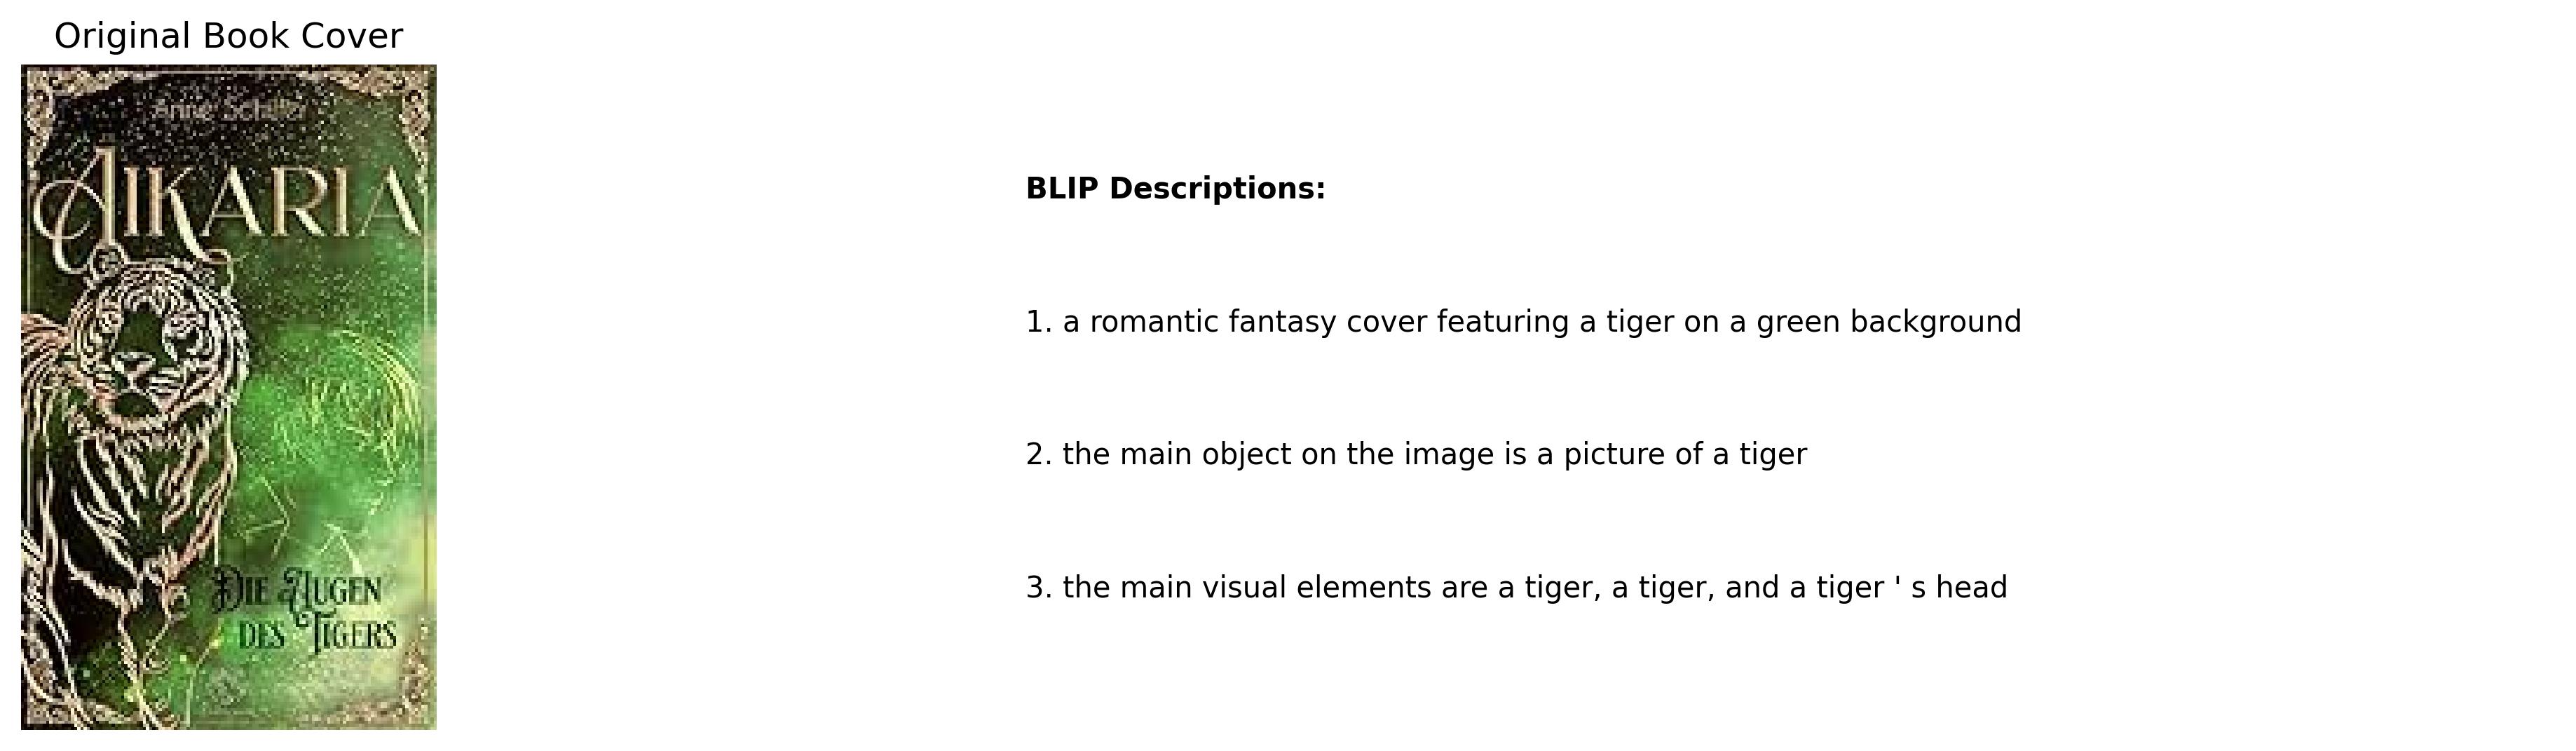 Original Book Cover
Anne
AIKARIA
DIE AUGEN
DES TIGERS
BLIP Descriptions:
1. a romantic fantasy cover featuring a tiger on a green background
2. the main object on the image is a picture of a tiger
3. the main visual elements are a tiger, a tiger, and a tiger ' s head